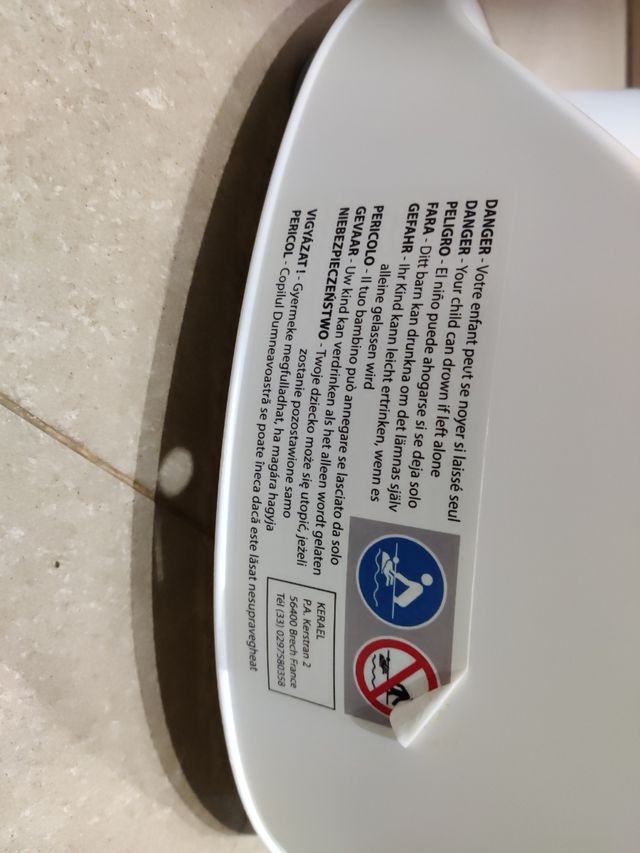 DANGER - Votre enfant peut se noyer si laissé seul
DANGER - Your child can drown if left alone
PELIGRO - El niño puede ahogarse si se deja solo
FARA - Ditt barn kan drunkna om det lämnas själv
GEFAHR - Ihr Kind kann leicht ertrinken, wenn es
alleine gelassen wird
PERICOLO - Il tuo bambino può annegare se lasciato da solo
GEVAAR - Uw kind kan verdrinken als het alleen wordt gelaten
NIEBEZPIECZEŃSTWO - Twoje dziecko może się utopić, jeżeli
zostanie pozostawione samo
VIGYÁZAT ! - Gyermeke megfulladhat, ha magára hagyja
PERICOL - Copilul Dumneavoastră se poate îneca dacă este lăsat nesupravegheat
KERAEL
P.A. Kerstran 2
56400 Brech France
Tél (33) 0297580358